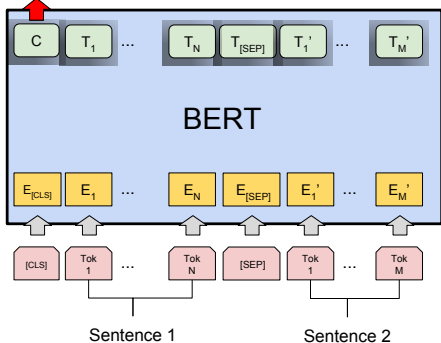 C T1 ... TN T[SEP] T1' ... TM'
BERT
E[CLS] E1 ... EN E[SEP] E1' ... EM'
[CLS] Tok 1 ... Tok N [SEP] Tok 1 ... Tok M
Sentence 1 Sentence 2